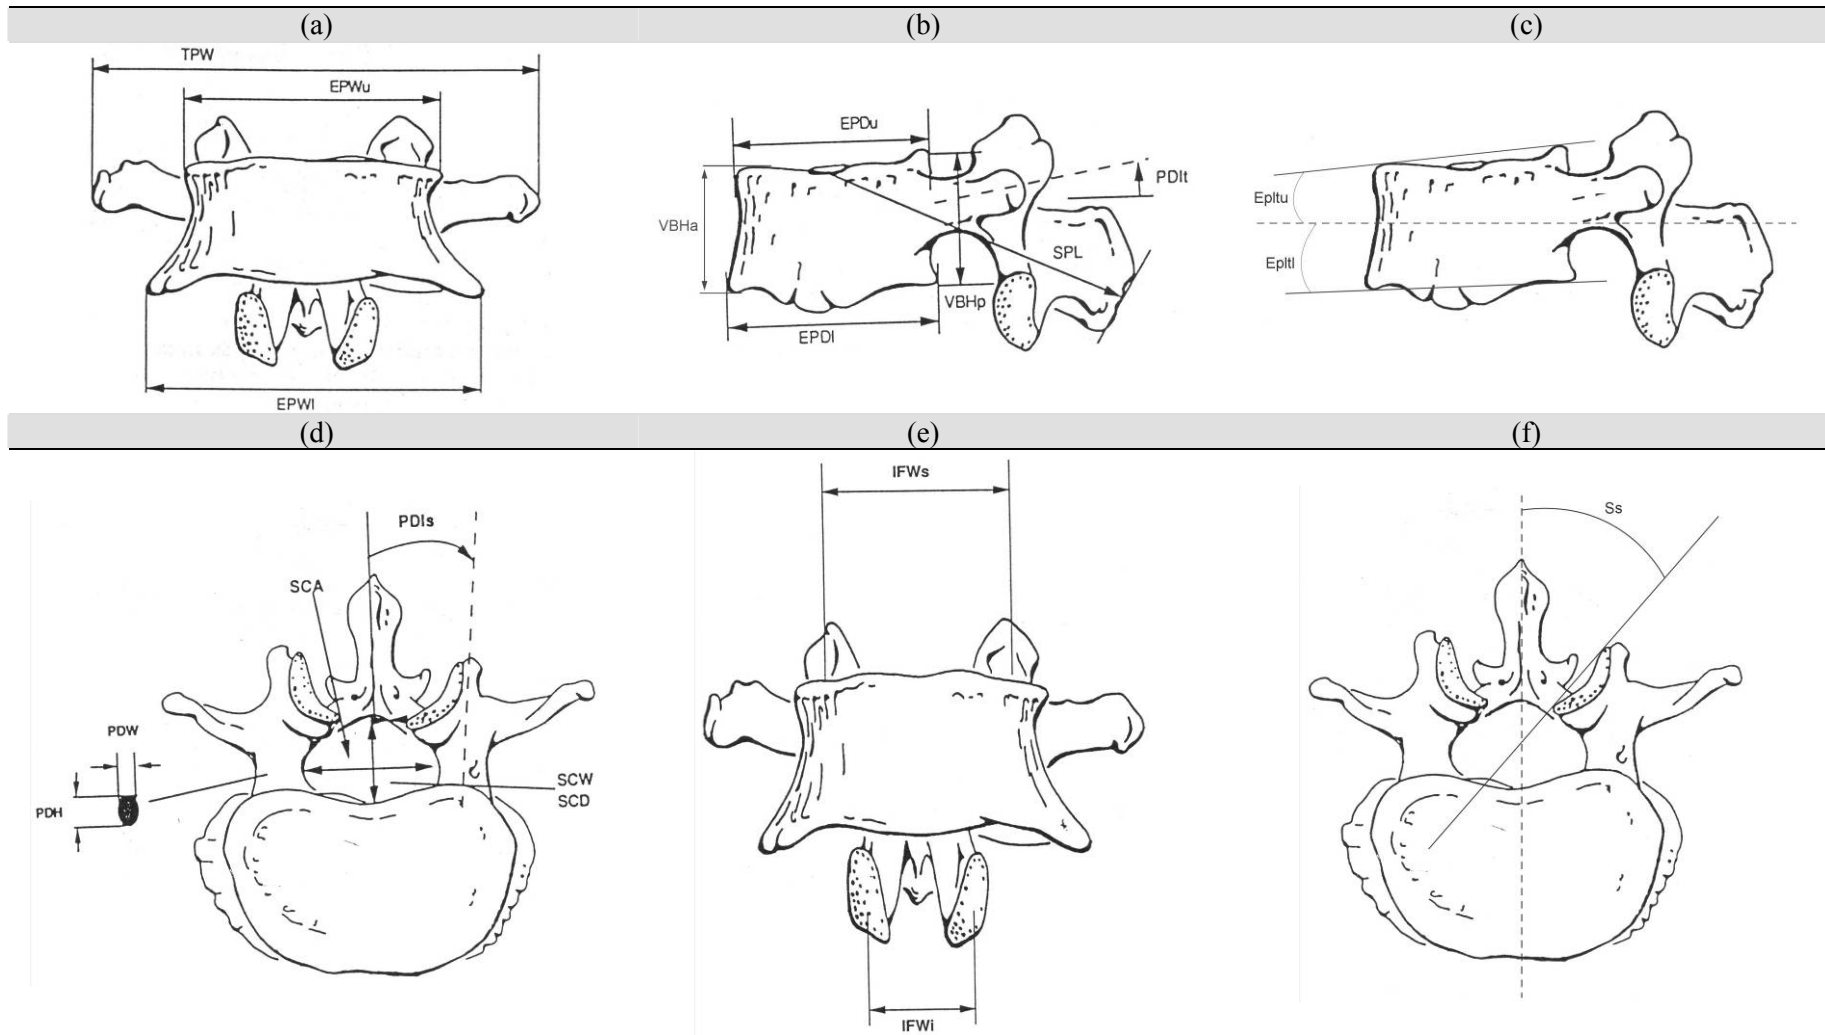 (a)
(b)
(c)
TPW
EPWu
EPWl
EPDu
PDIt
VBHa
SPL
VBHp
EPDl
Epltu
Epltl
(d)
(e)
(f)
PDIs
SCA
PDW
PDH
SCW
SCD
IFWs
IFWi
Ss